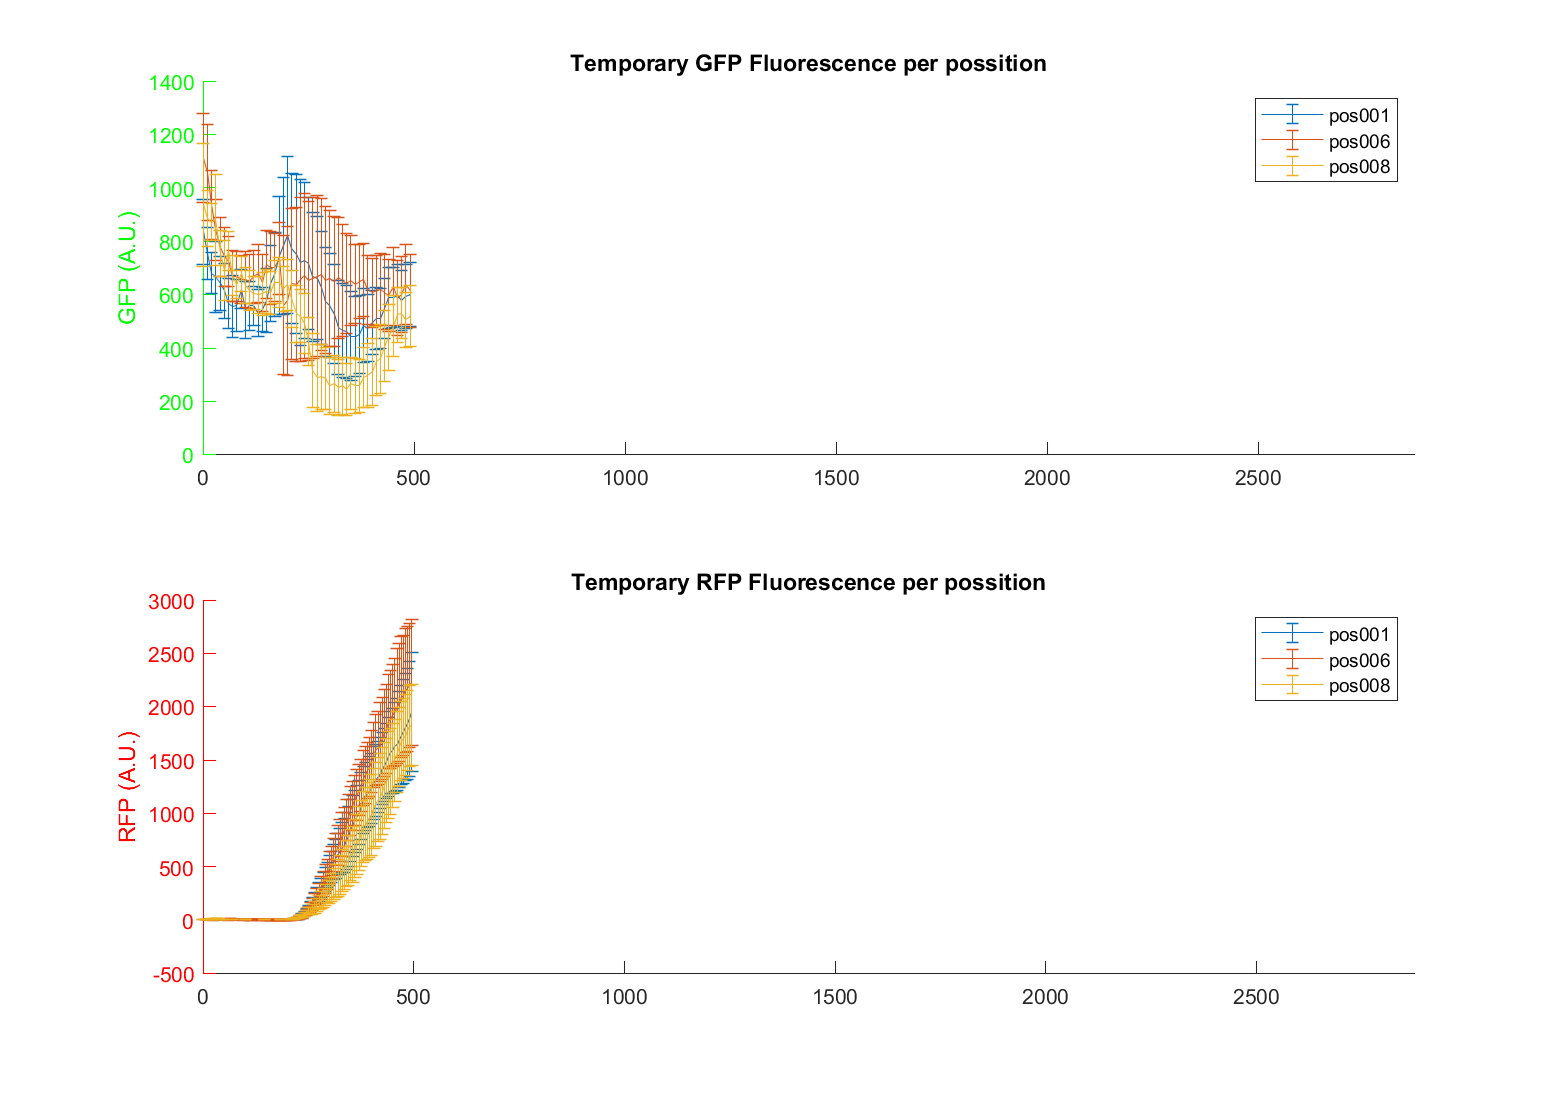 Temporary GFP Fluorescence per possition
GFP (A.U.)
1400
1200
1000
800
600
400
200
0
0 500 1000 1500 2000 2500
pos001
pos006
pos008
Temporary RFP Fluorescence per possition
RFP (A.U.)
3000
2500
2000
1500
1000
500
0
-500
0 500 1000 1500 2000 2500
pos001
pos006
pos008